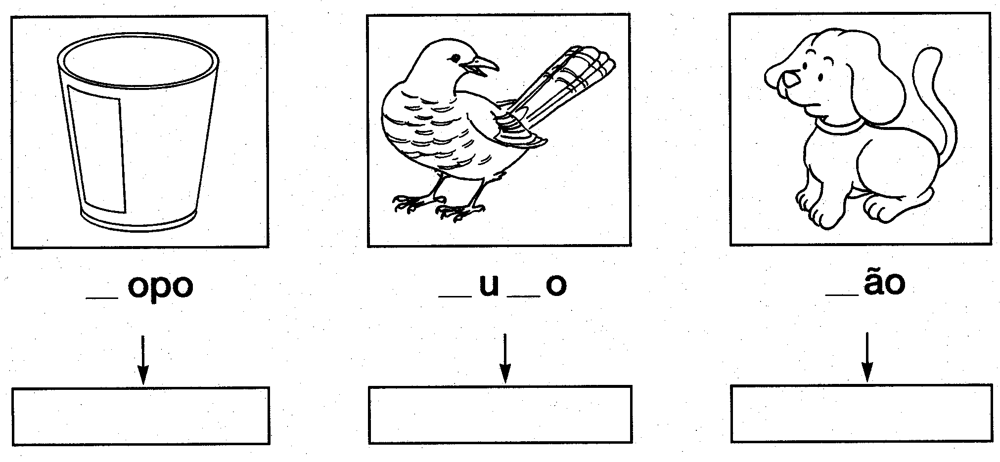 __ opo
__ u __ o
__ ão